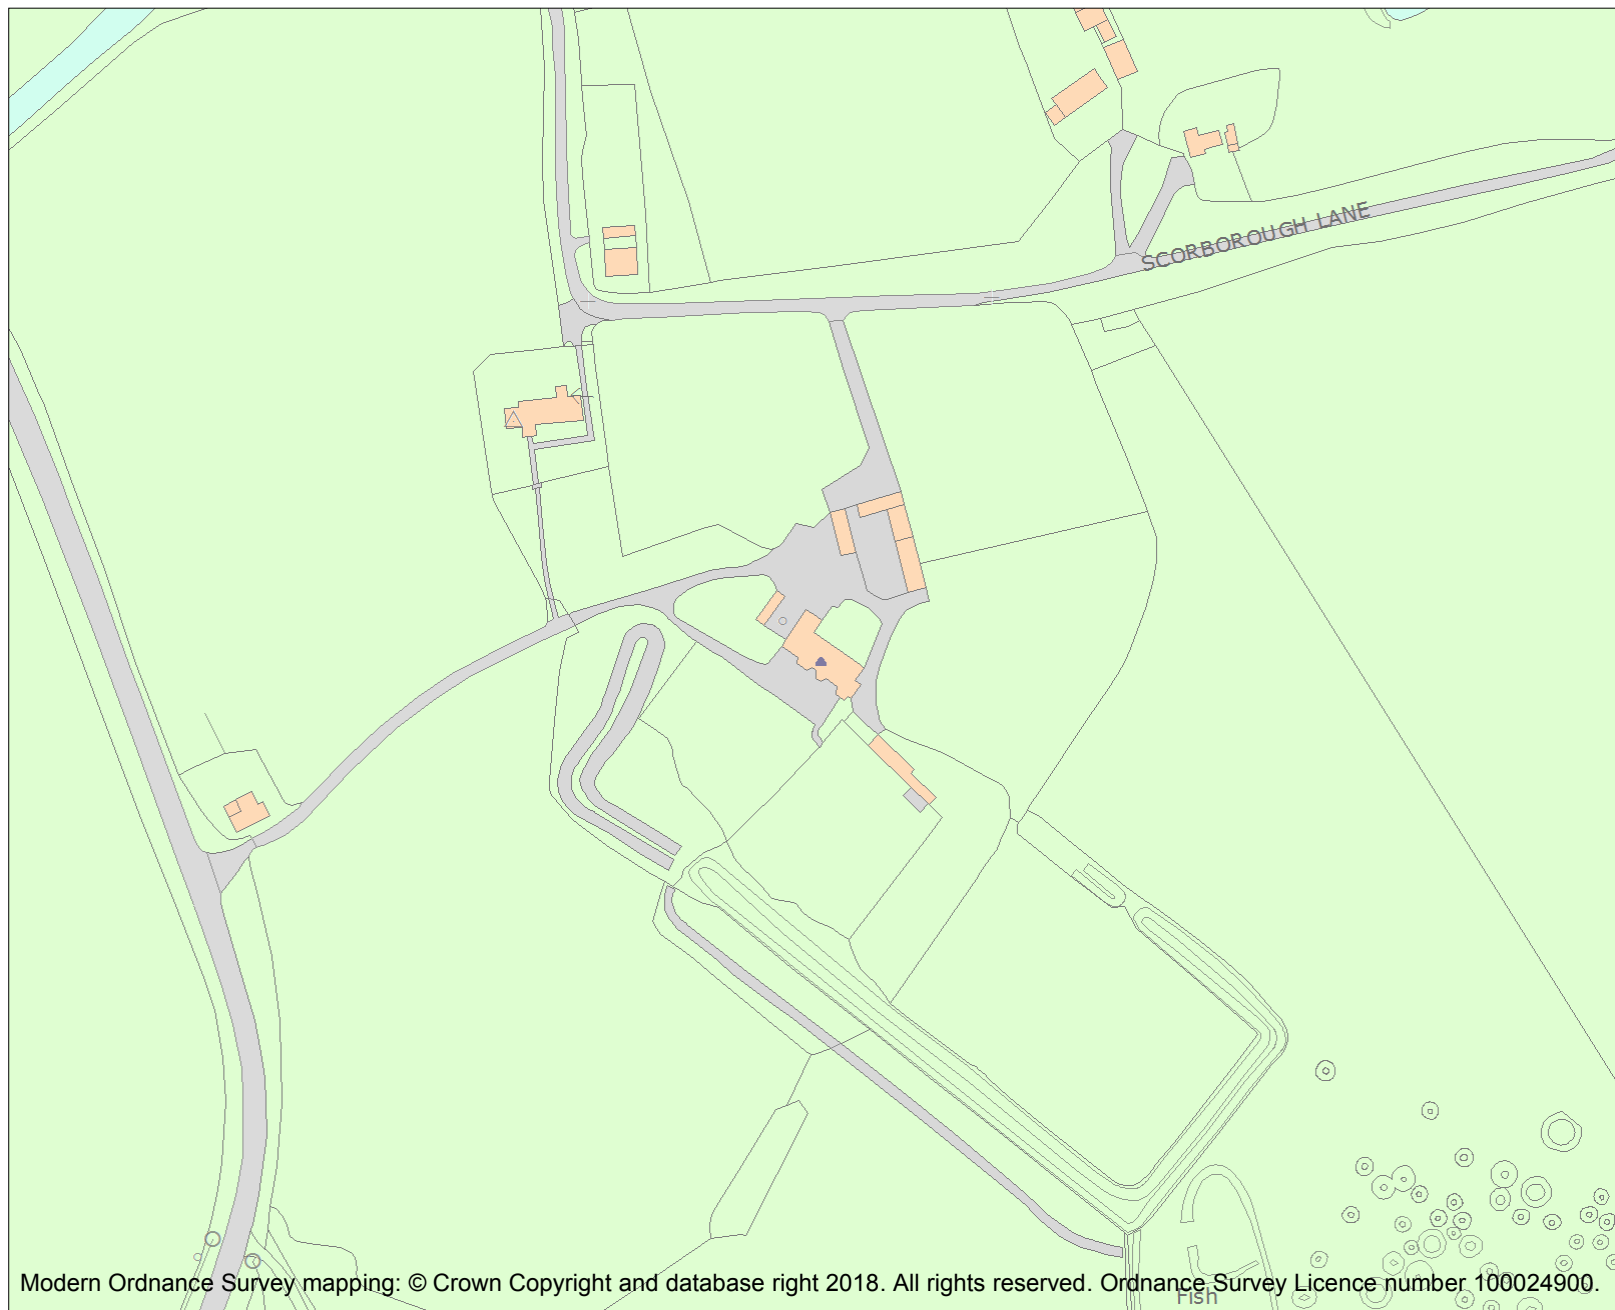 SCORBOROUGH LANE
Modern Ordnance Survey mapping: © Crown Copyright and database right 2018. All rights reserved. Ordnance Survey Licence number 100024900.
Fish